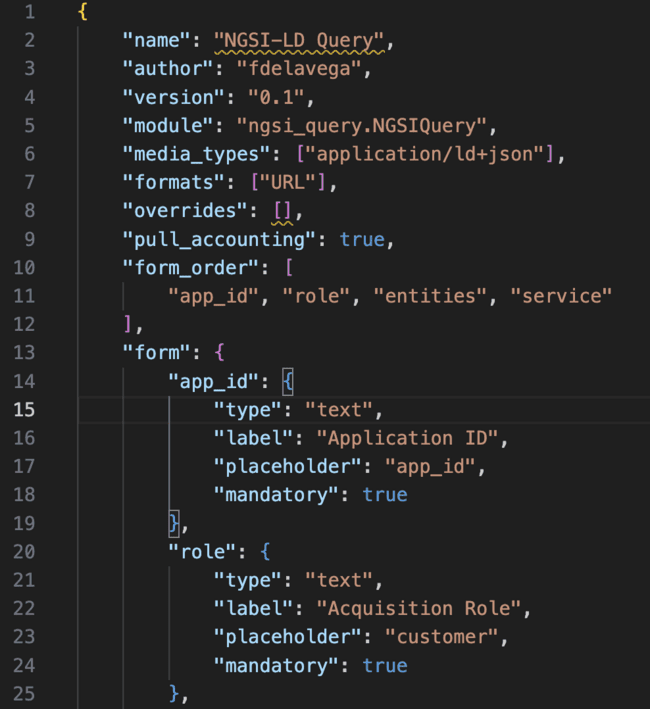 1 {
2 "name": "NGSI-LD Query",
3 "author": "fdelavega",
4 "version": "0.1",
5 "module": "ngsi_query.NGSIQuery",
6 "media_types": ["application/ld+json"],
7 "formats": ["URL"],
8 "overrides": [],
9 "pull_accounting": true,
10 "form_order": [
11 "app_id", "role", "entities", "service"
12 ],
13 "form": {
14 "app_id": {
15 "type": "text",
16 "label": "Application ID",
17 "placeholder": "app_id",
18 "mandatory": true
19 },
20 "role": {
21 "type": "text",
22 "label": "Acquisition Role",
23 "placeholder": "customer",
24 "mandatory": true
25 },